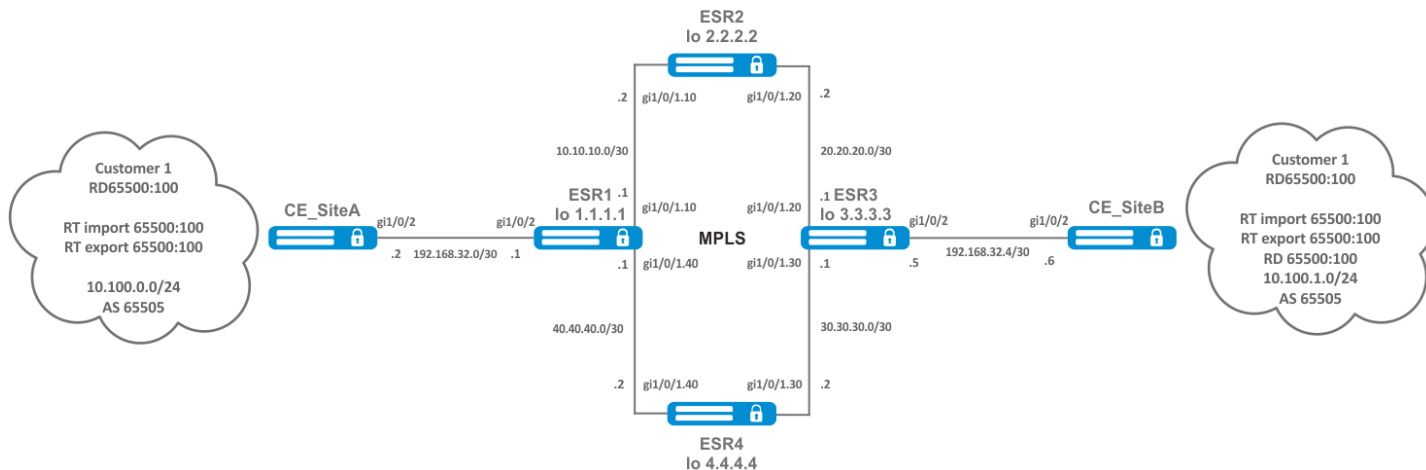 ESR2
lo 2.2.2.2
.2
gi1/0/1.10
gi1/0/1.20
.2
10.10.10.0/30
20.20.20.0/30
Customer 1
RD65500:100
RT import 65500:100
RT export 65500:100
10.100.0.0/24
AS 65505
CE_SiteA
gi1/0/2
.2
192.168.32.0/30
.1
gi1/0/2
ESR1
lo 1.1.1.1
.1
gi1/0/1.10
.1
gi1/0/1.40
MPLS
gi1/0/1.20
.1
gi1/0/1.30
.1
ESR3
lo 3.3.3.3
gi1/0/2
.5
192.168.32.4/30
.6
gi1/0/2
CE_SiteB
Customer 1
RD65500:100
RT import 65500:100
RT export 65500:100
RD 65500:100
10.100.1.0/24
AS 65505
40.40.40.0/30
30.30.30.0/30
.2
gi1/0/1.40
gi1/0/1.30
.2
ESR4
lo 4.4.4.4